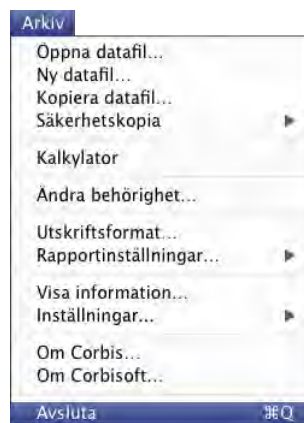 Arkiv
Öppna datafil...
Ny datafil...
Kopiera datafil...
Säkerhetskopia
Kalkylator
Ändra behörighet...
Utskriftsformat...
Rapportinställningar...
Visa information...
Inställningar...
Om Corbis...
Om Corbisoft...
Avsluta ⌘Q